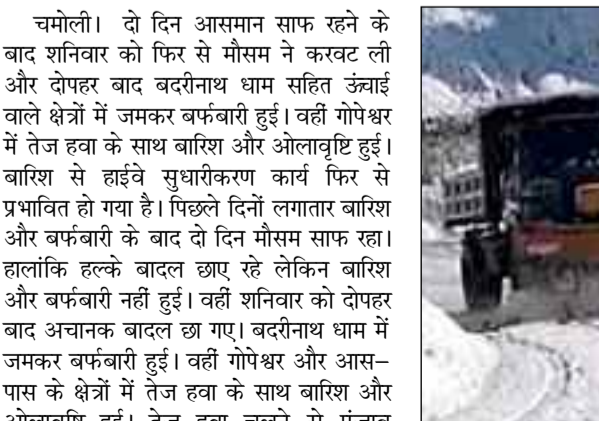 चमोली। दो दिन आसमान साफ रहने के
बाद शनिवार को फिर से मौसम ने करवट ली
और दोपहर बाद बदरीनाथ धाम सहित ऊंचाई
वाले क्षेत्रों में जमकर बर्फबारी हुई। वहीं गोपेश्वर
में तेज हवा के साथ बारिश और ओलावृष्टि हुई।
बारिश से हाईवे सुधारीकरण कार्य फिर से
प्रभावित हो गया है। पिछले दिनों लगातार बारिश
और बर्फबारी के बाद दो दिन मौसम साफ रहा।
हालांकि हल्के बादल छाए रहे लेकिन बारिश
और बर्फबारी नहीं हुई। वहीं शनिवार को दोपहर
बाद अचानक बादल छा गए। बदरीनाथ धाम में
जमकर बर्फबारी हुई। वहीं गोपेश्वर और आस–
पास के क्षेत्रों में तेज हवा के साथ बारिश और